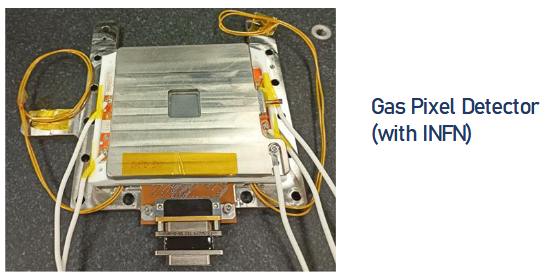 Gas Pixel Detector
(with INFN)